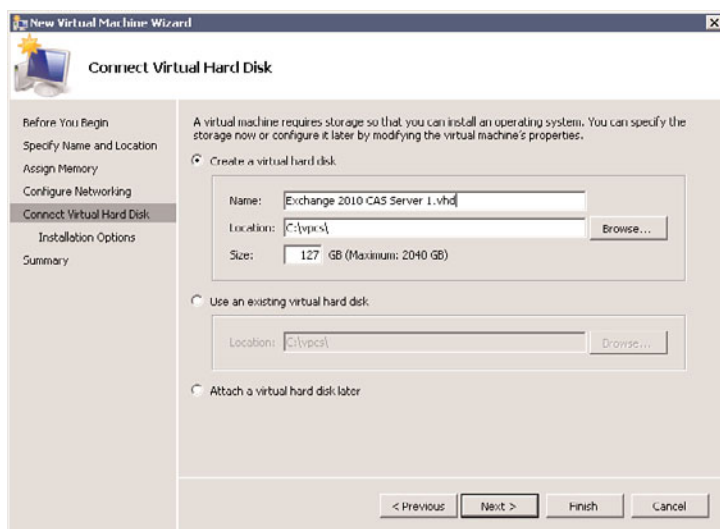 New Virtual Machine Wizard
Connect Virtual Hard Disk
Before You Begin
Specify Name and Location
Assign Memory
Configure Networking
Connect Virtual Hard Disk
Installation Options
Summary
A virtual machine requires storage so that you can install an operating system. You can specify the
storage now or configure it later by modifying the virtual machine's properties.
Create a virtual hard disk
Name: Exchange 2010 CAS Server 1.vhd
Location: C:\vpcs\ Browse...
Size: 127 GB (Maximum: 2040 GB)
Use an existing virtual hard disk
Location: C:\vpcs\ Browse...
Attach a virtual hard disk later
< Previous Next > Finish Cancel